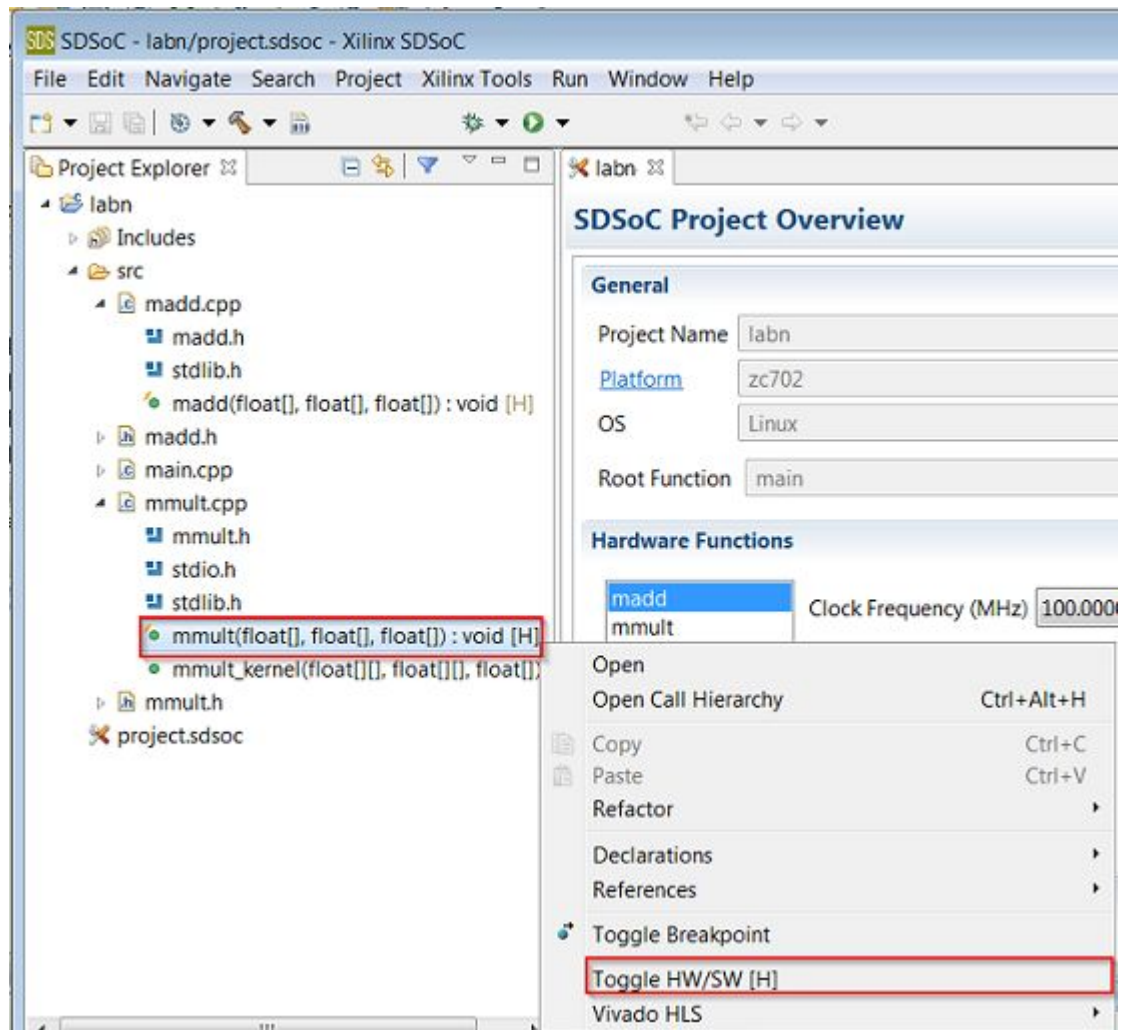 SDS SDSoC - labn/project.sdsoc - Xilinx SDSoC
File Edit Navigate Search Project Xilinx Tools Run Window Help
Project Explorer
labn
Includes
src
madd.cpp
madd.h
stdlib.h
madd(float[], float[], float[]) : void [H]
madd.h
main.cpp
mmult.cpp
mmult.h
stdio.h
stdlib.h
mmult(float[], float[], float[]) : void [H]
mmult_kernel(float[][], float[][], float[])
mmult.h
project.sdsoc
labn
SDSoC Project Overview
General
Project Name labn
Platform zc702
OS Linux
Root Function main
Hardware Functions
madd
mmult
Clock Frequency (MHz) 100.0000
Open
Open Call Hierarchy Ctrl+Alt+H
Copy Ctrl+C
Paste Ctrl+V
Refactor
Declarations
References
Toggle Breakpoint
Toggle HW/SW [H]
Vivado HLS